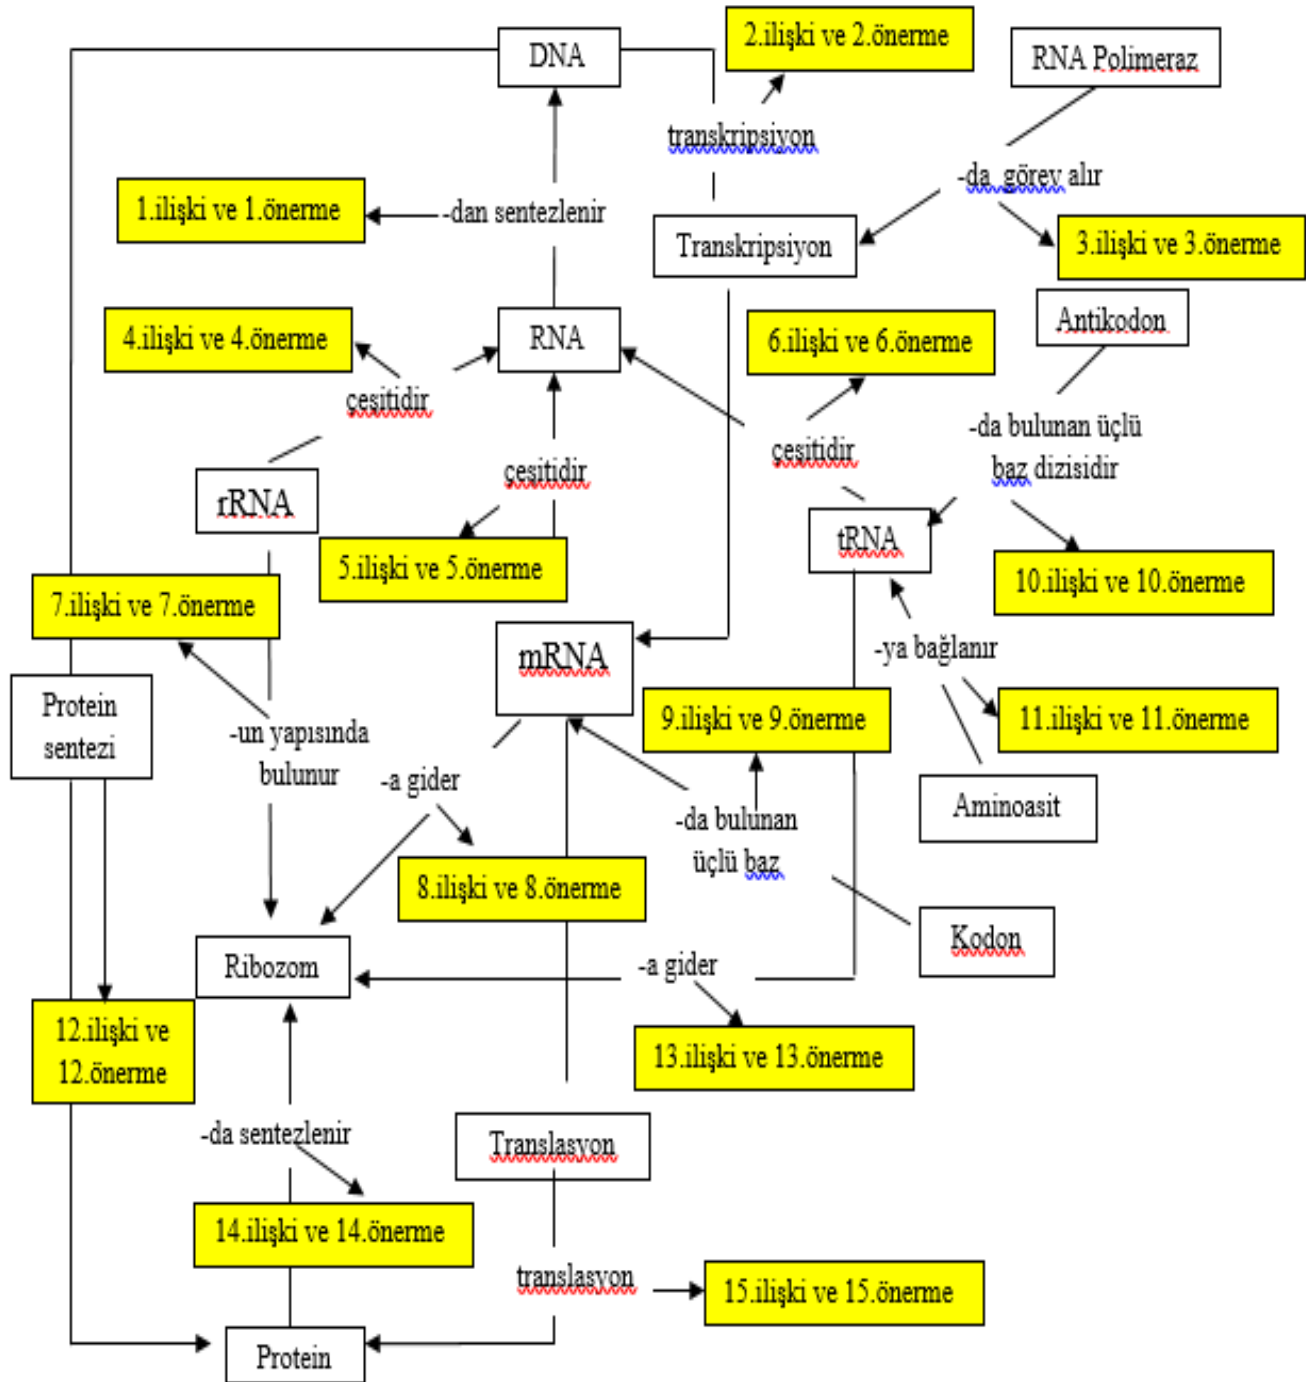 2.ilişki ve 2.önerme
DNA
RNA Polimeraz
transkripsiyon
-da görev alır
1.ilişki ve 1.önerme
-dan sentezlenir
Transkripsiyon
3.ilişki ve 3.önerme
4.ilişki ve 4.önerme
RNA
6.ilişki ve 6.önerme
Antikodon
çeşitidir
çeşitidir
çeşitidir
-da bulunan üçlü
baz dizisidir
rRNA
5.ilişki ve 5.önerme
tRNA
10.ilişki ve 10.önerme
7.ilişki ve 7.önerme
mRNA
-ya bağlanır
Protein
sentezi
9.ilişki ve 9.önerme
11.ilişki ve 11.önerme
-un yapısında
bulunur
-a gider
-da bulunan
üçlü baz
Aminoasit
8.ilişki ve 8.önerme
Kodon
Ribozom
-a gider
12.ilişki ve
12.önerme
13.ilişki ve 13.önerme
-da sentezlenir
Translasyon
14.ilişki ve 14.önerme
translasyon
15.ilişki ve 15.önerme
Protein